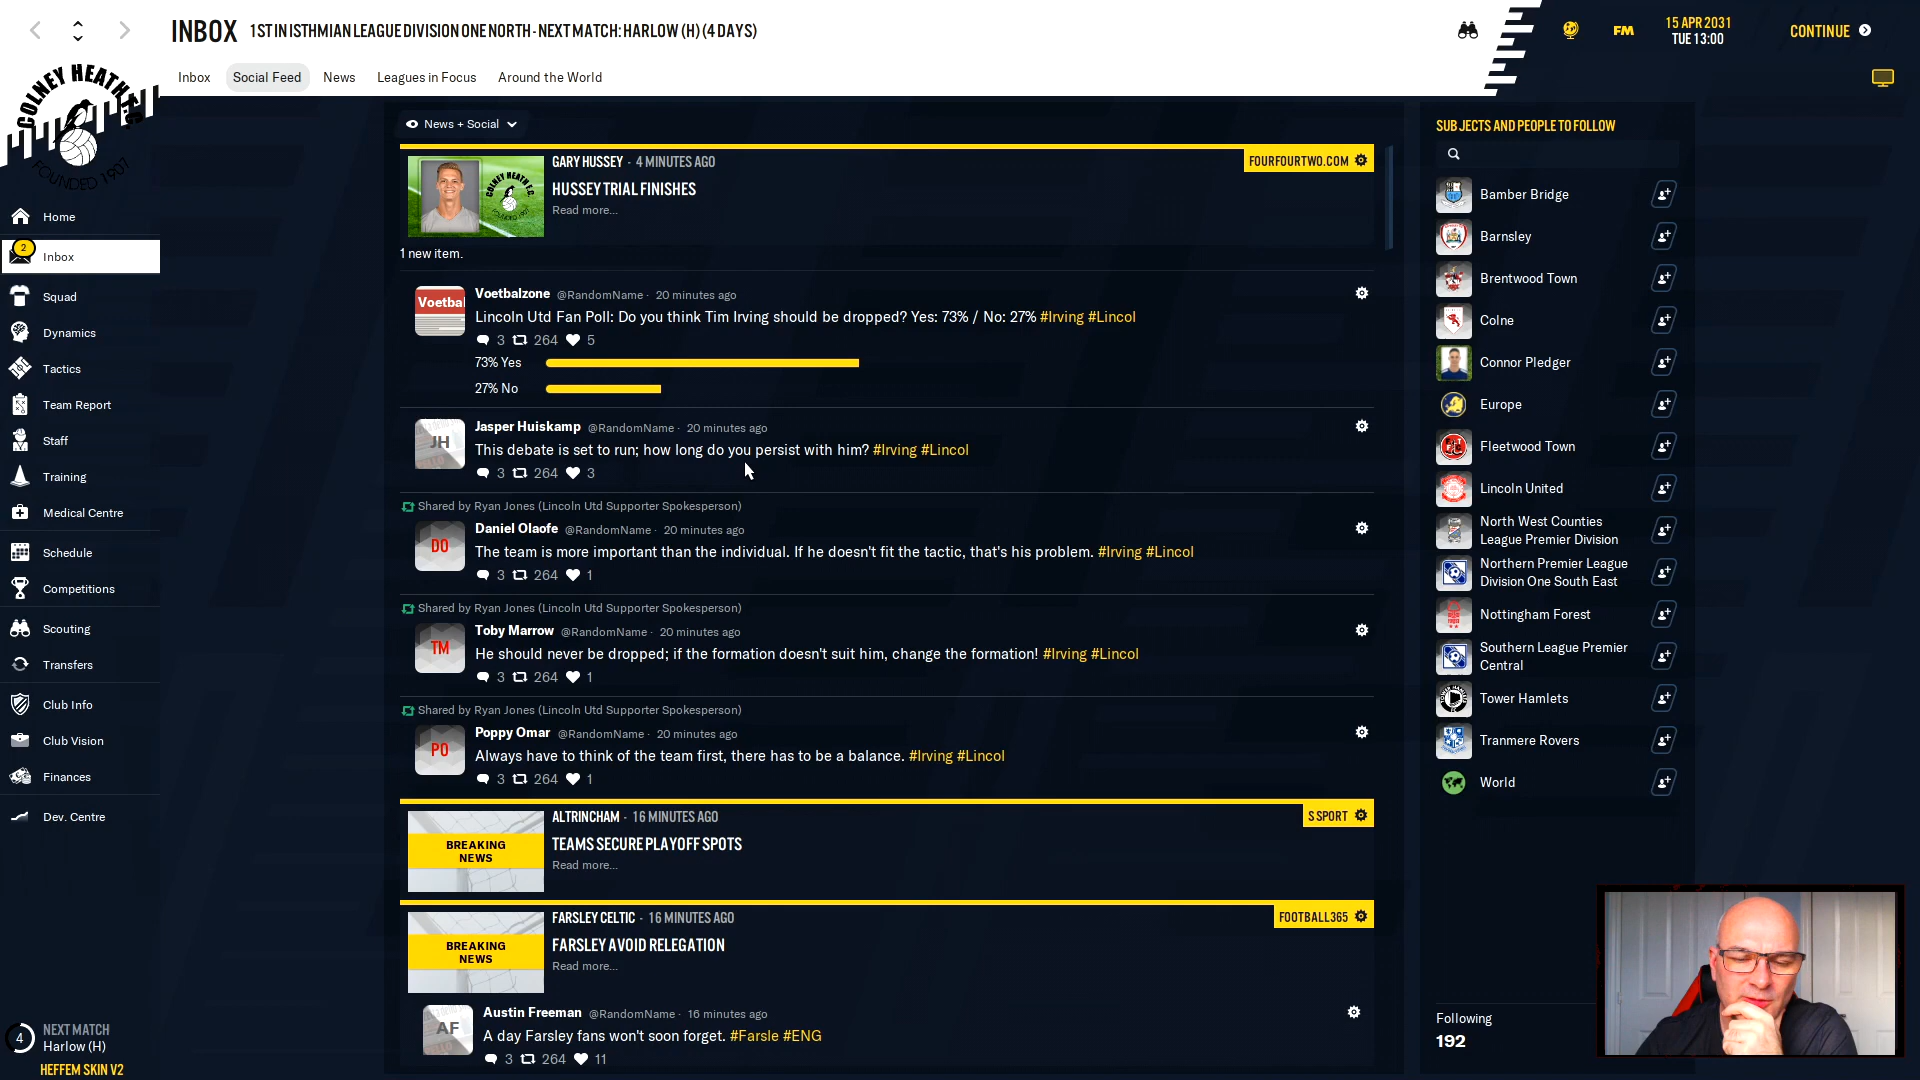 INBOX
1ST IN ISTHMIAN LEAGUE DIVISION ONE NORTH - NEXT MATCH: HARLOW (H) (4 DAYS)
FM
15 APR 2031
TUE 13:00
CONTINUE
Inbox
Social Feed
News
Leagues in Focus
Around the World
COLNEY HEATH F.C.
FOUNDED 1907
Home
2
Inbox
Squad
Dynamics
Tactics
Team Report
Staff
Training
Medical Centre
Schedule
Competitions
Scouting
Transfers
Club Info
Club Vision
Finances
Dev. Centre
4
NEXT MATCH
Harlow (H)
HEFFEM SKIN V2
News + Social
GARY HUSSEY - 4 MINUTES AGO
FOURFOURTWO.COM
HUSSEY TRIAL FINISHES
Read more...
1 new item.
Voetbal
Voetbalzone @RandomName · 20 minutes ago
Lincoln Utd Fan Poll: Do you think Tim Irving should be dropped? Yes: 73% / No: 27% #Irving #Lincol
3 264 5
73% Yes
27% No
JH
Jasper Huiskamp @RandomName · 20 minutes ago
This debate is set to run; how long do you persist with him? #Irving #Lincol
3 264 3
Shared by Ryan Jones (Lincoln Utd Supporter Spokesperson)
DO
Daniel Olaofe @RandomName · 20 minutes ago
The team is more important than the individual. If he doesn't fit the tactic, that's his problem. #Irving #Lincol
3 264 1
Shared by Ryan Jones (Lincoln Utd Supporter Spokesperson)
TM
Toby Marrow @RandomName · 20 minutes ago
He should never be dropped; if the formation doesn't suit him, change the formation! #Irving #Lincol
3 264 1
Shared by Ryan Jones (Lincoln Utd Supporter Spokesperson)
PO
Poppy Omar @RandomName · 20 minutes ago
Always have to think of the team first, there has to be a balance. #Irving #Lincol
3 264 1
BREAKING
NEWS
ALTRINCHAM - 16 MINUTES AGO
S SPORT
TEAMS SECURE PLAYOFF SPOTS
Read more...
BREAKING
NEWS
FARSLEY CELTIC - 16 MINUTES AGO
FOOTBALL365
FARSLEY AVOID RELEGATION
Read more...
AF
Austin Freeman @RandomName · 16 minutes ago
A day Farsley fans won't soon forget. #Farsle #ENG
3 264 11
SUBJECTS AND PEOPLE TO FOLLOW
Bamber Bridge
Barnsley
Brentwood Town
Colne
Connor Pledger
Europe
Fleetwood Town
Lincoln United
North West Counties
League Premier Division
Northern Premier League
Division One South East
Nottingham Forest
Southern League Premier
Central
Tower Hamlets
Tranmere Rovers
World
Following
192